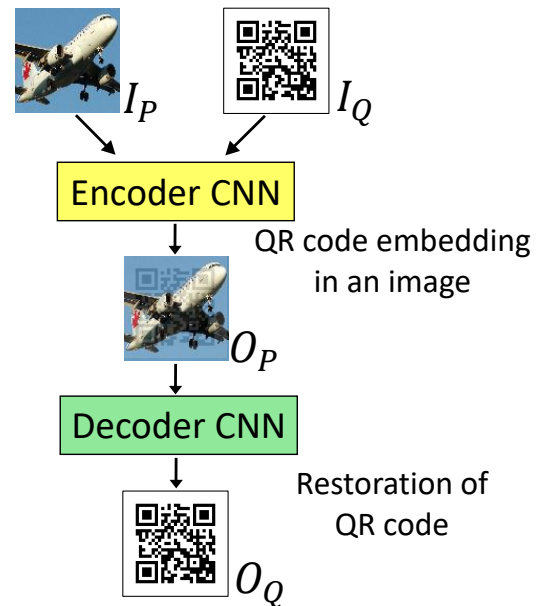 I_P
I_Q
Encoder CNN
QR code embedding
in an image
O_P
Decoder CNN
Restoration of
QR code
O_Q